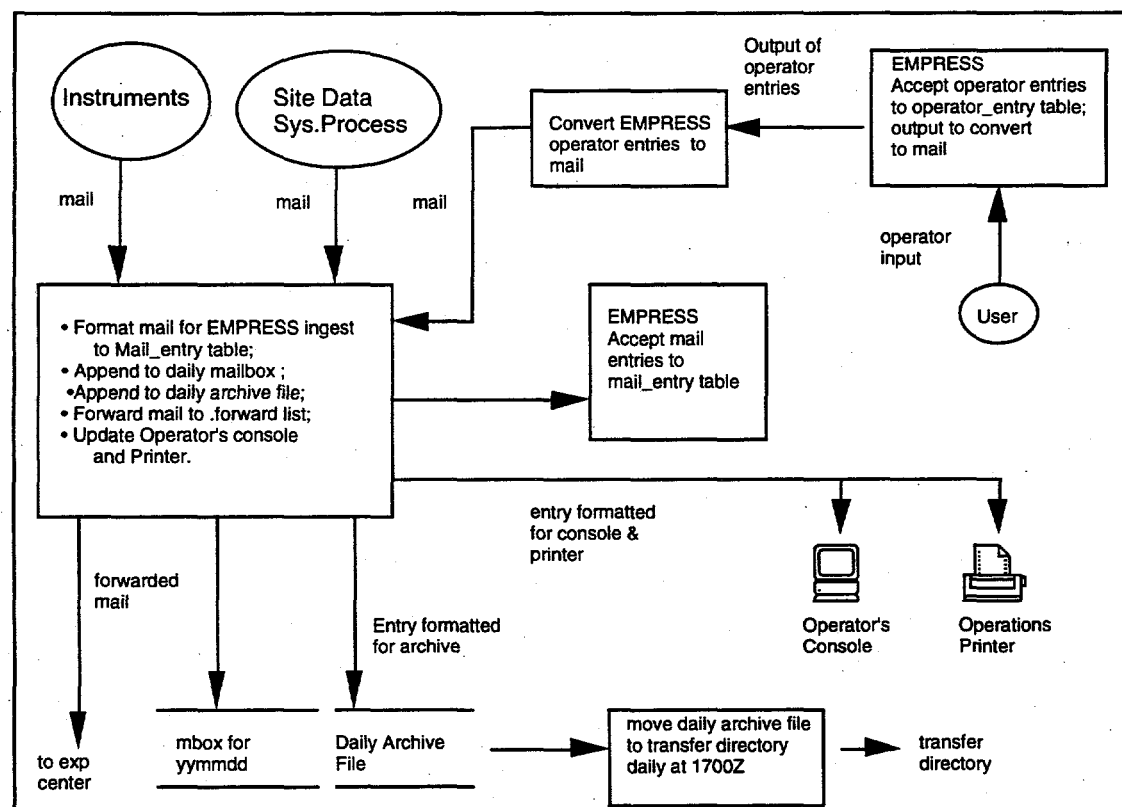 Instruments
Site Data
Sys.Process
Output of
operator
entries
EMPRESS
Accept operator entries
to operator_entry table;
output to convert
to mail
Convert EMPRESS
operator entries to
mail
mail
mail
mail
operator
input
User
• Format mail for EMPRESS ingest
to Mail_entry table;
• Append to daily mailbox ;
•Append to daily archive file;
• Forward mail to .forward list;
• Update Operator's console
and Printer.
EMPRESS
Accept mail
entries to
mail_entry table
entry formatted
for console &
printer
forwarded
mail
Entry formatted
for archive
Operator's
Console
Operations
Printer
to exp
center
mbox for
yymmdd
Daily Archive
File
move daily archive file
to transfer directory
daily at 1700Z
transfer
directory